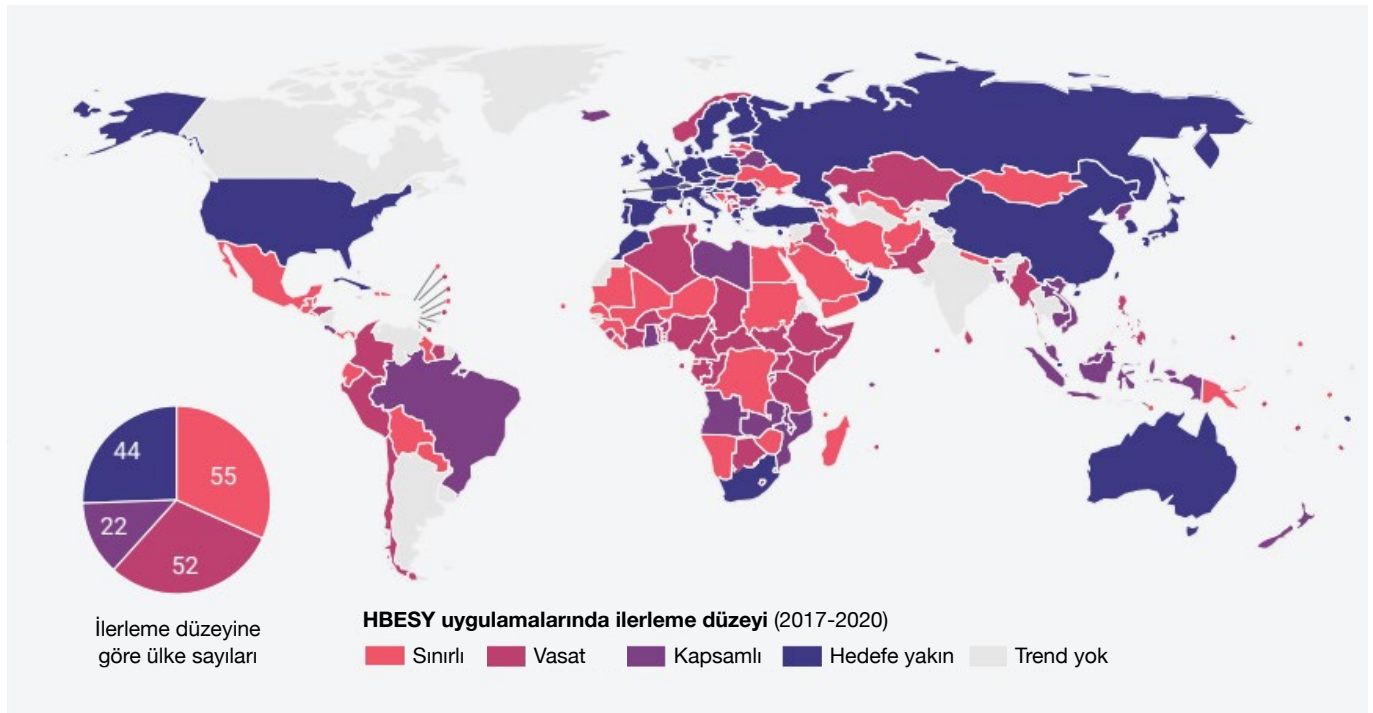 44
55
22
52
İlerleme düzeyine
göre ülke sayıları
HBESY uygulamalarında ilerleme düzeyi (2017-2020)
Sınırlı Vasat Kapsamlı Hedefe yakın Trend yok